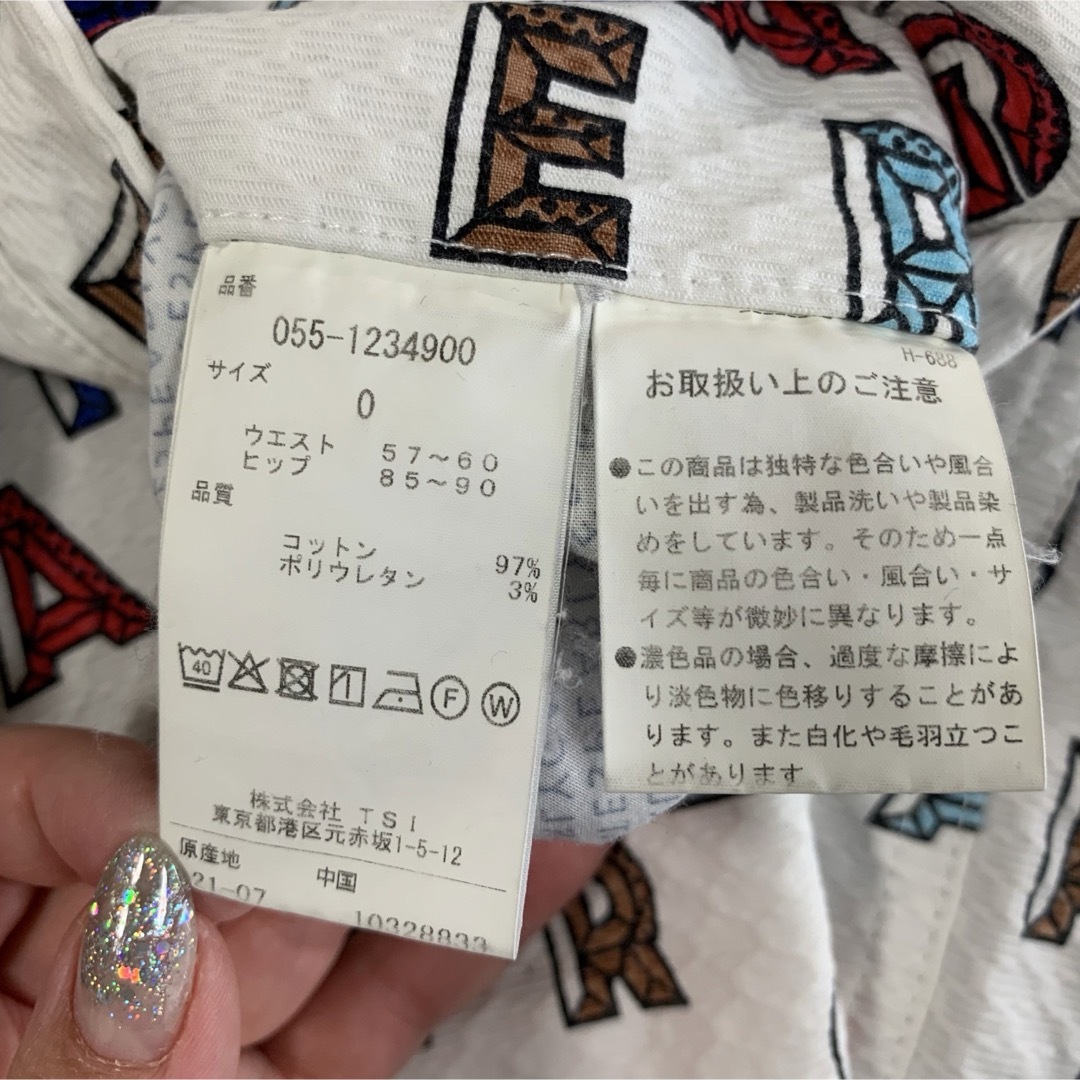 品番
055-1234900
サイズ
0
ウエスト 57～60
ヒップ 85～90
品質
コットン 97%
ポリウレタン 3%
40
F
W
株式会社 TSI
東京都港区元赤坂1-5-12
原産地 中国
21-07 10328833
H-688
お取扱い上のご注意
●この商品は独特な色合いや風合
いを出す為、製品洗いや製品染
めをしています。そのため一点
毎に商品の色合い・風合い・サ
イズ等が微妙に異なります。
●濃色品の場合、過度な摩擦によ
り淡色物に色移りすることがあ
ります。また白化や毛羽立つこ
とがあります
E
A
R